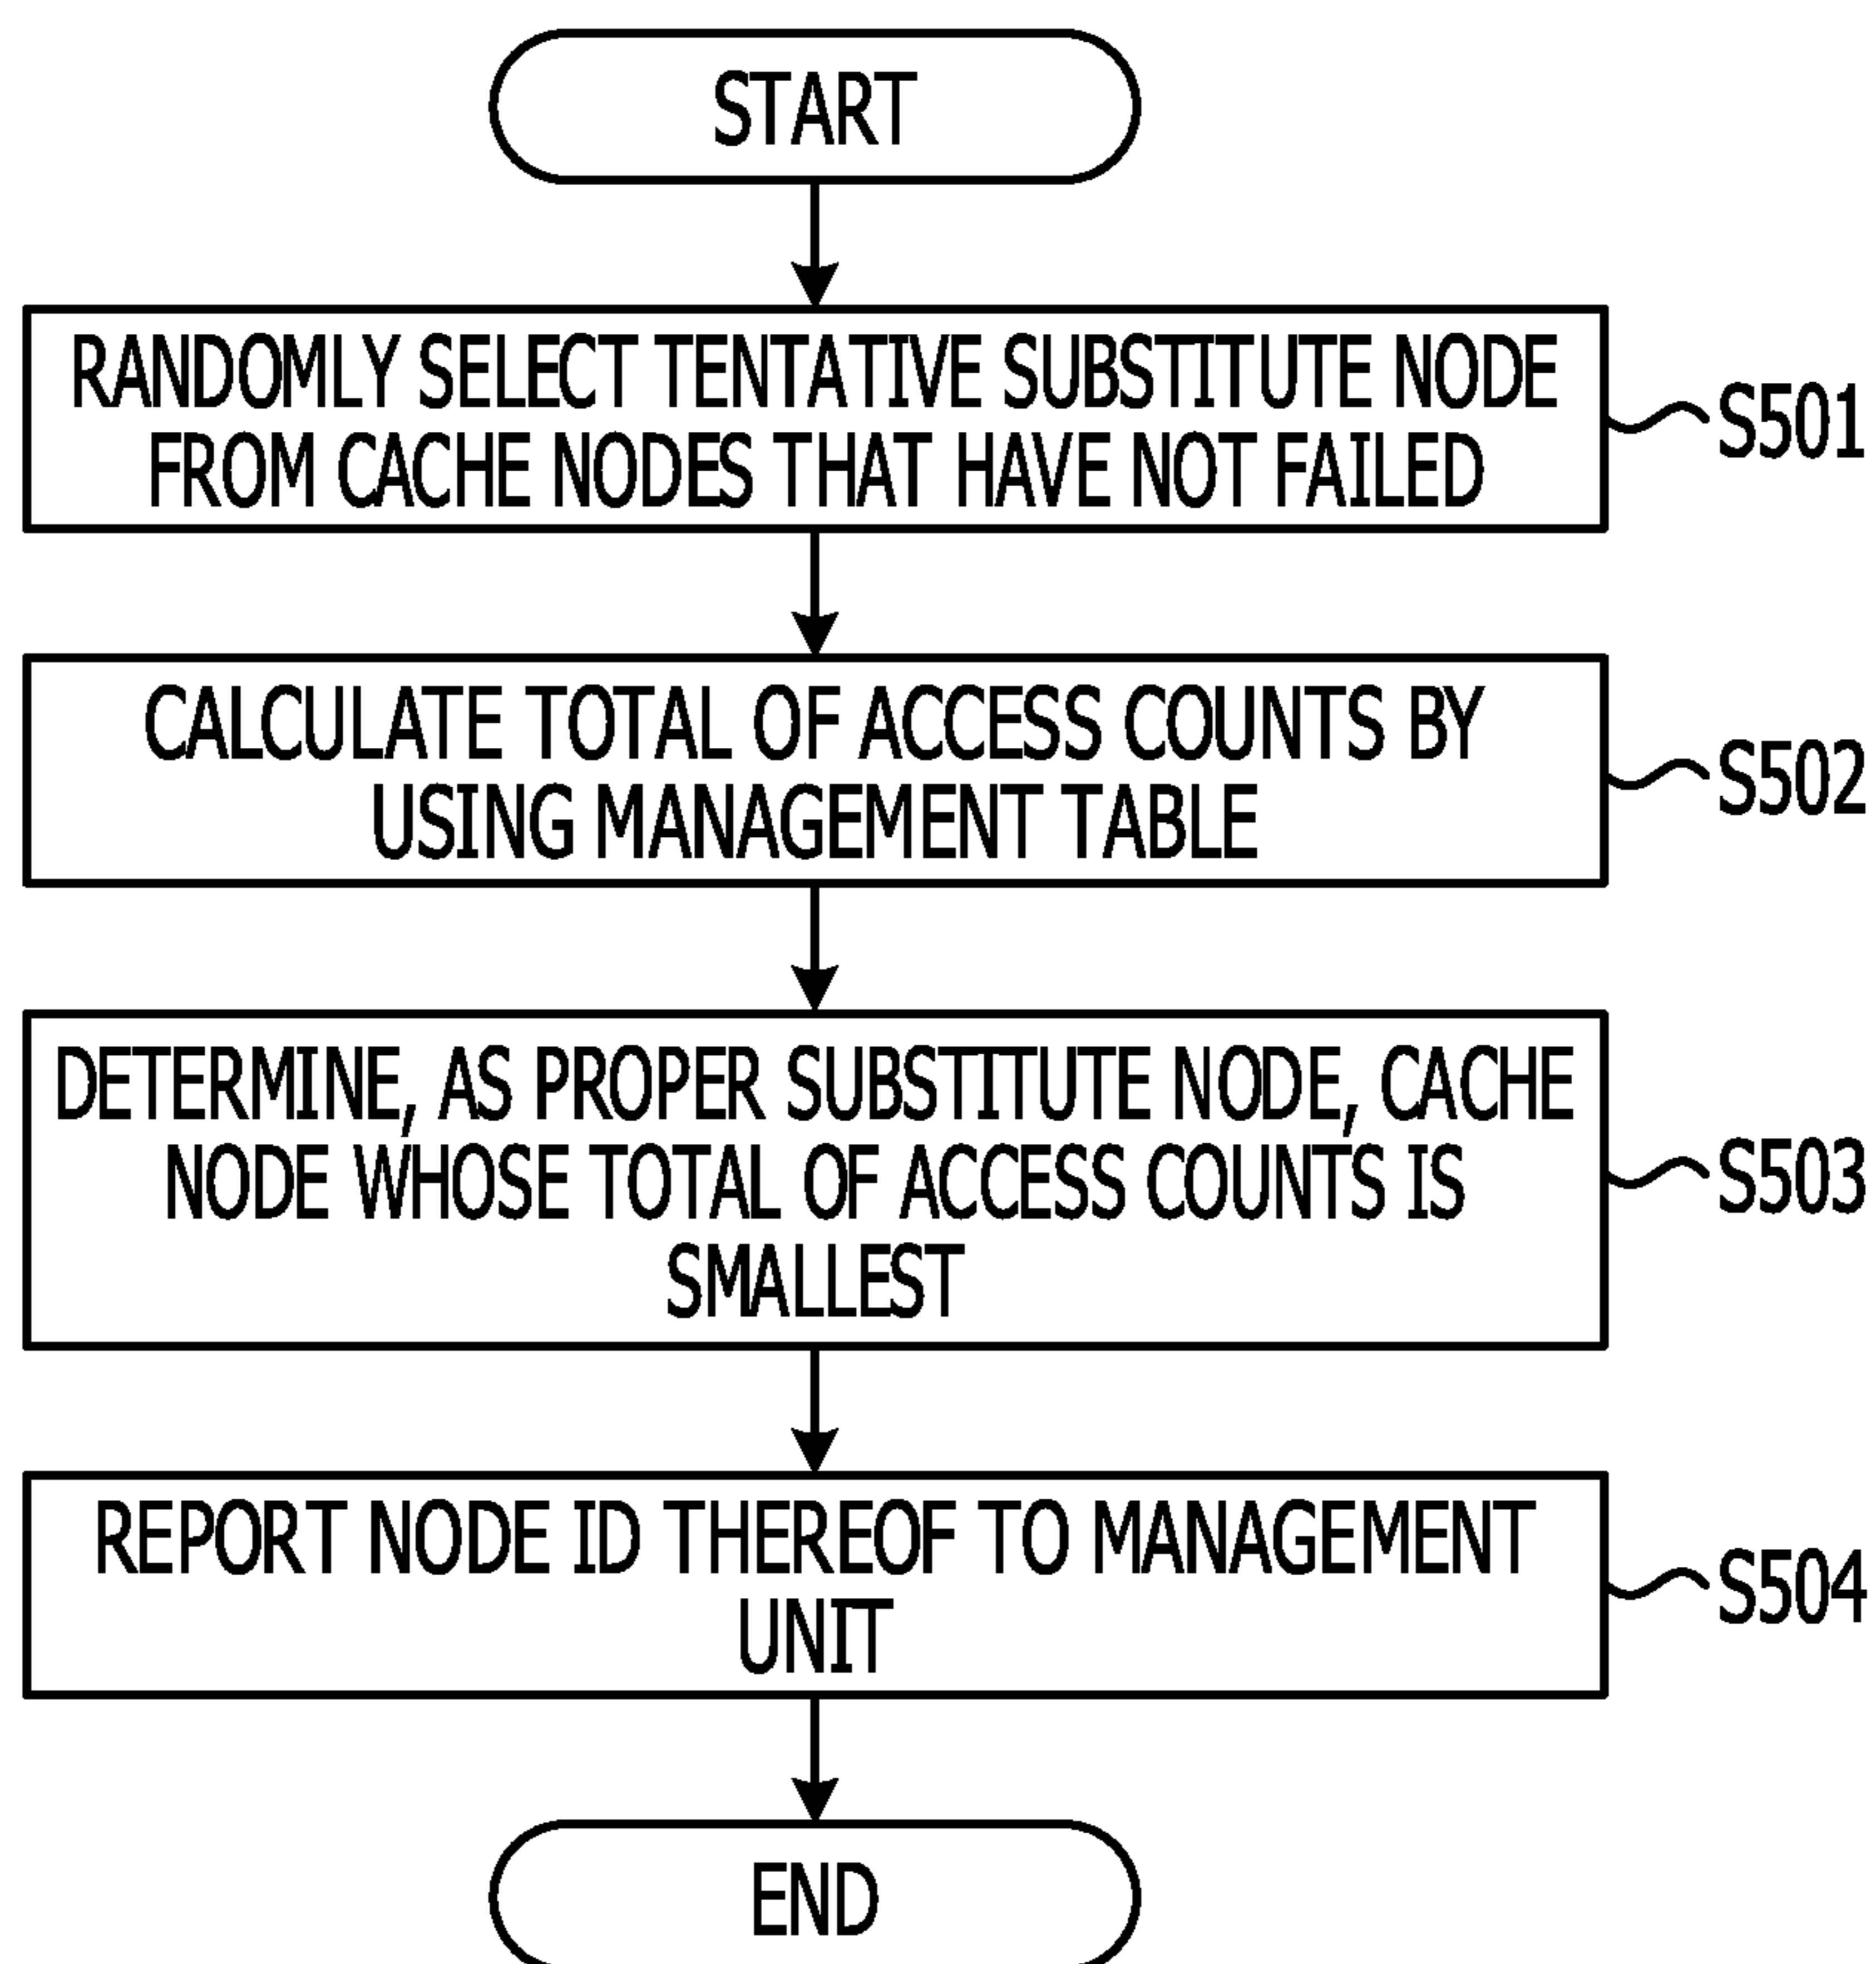 START
RANDOMLY SELECT TENTATIVE SUBSTITUTE NODE
FROM CACHE NODES THAT HAVE NOT FAILED
S501
CALCULATE TOTAL OF ACCESS COUNTS BY
USING MANAGEMENT TABLE
S502
DETERMINE, AS PROPER SUBSTITUTE NODE, CACHE
NODE WHOSE TOTAL OF ACCESS COUNTS IS
SMALLEST
S503
REPORT NODE ID THEREOF TO MANAGEMENT
UNIT
S504
END